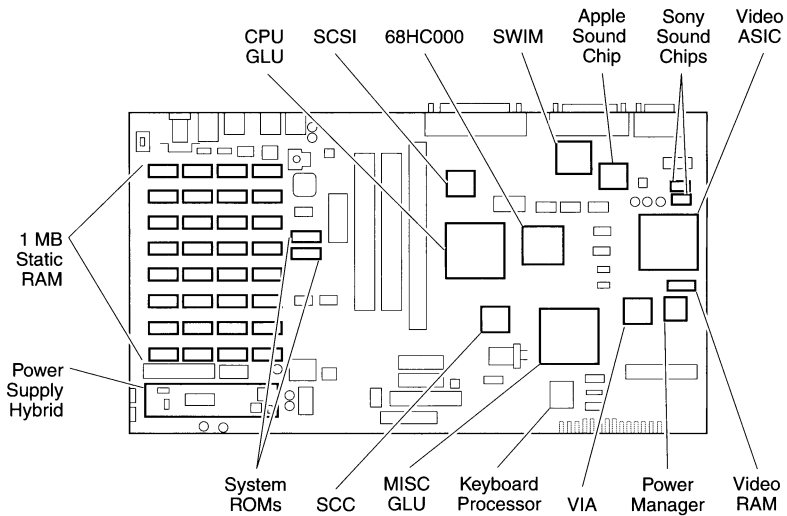 CPU
GLU
SCSI
68HC000
SWIM
Apple
Sound
Chip
Sony
Sound
Chips
Video
ASIC
1 MB
Static
RAM
Power
Supply
Hybrid
System
ROMs
SCC
MISC
GLU
Keyboard
Processor
VIA
Power
Manager
Video
RAM